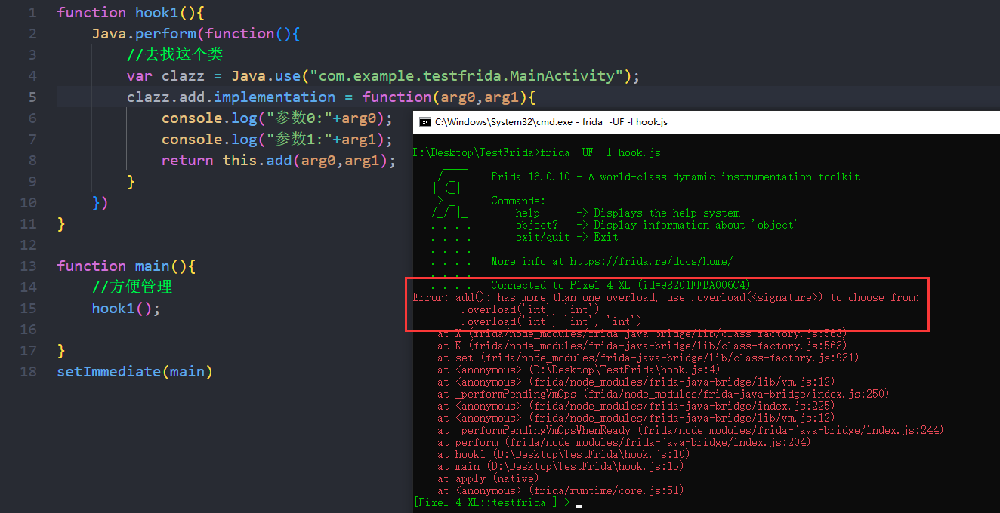 1 function hook1(){
2 Java.perform(function(){
3 //去找这个类
4 var clazz = Java.use("com.example.testfrida.MainActivity");
5 clazz.add.implementation = function(arg0,arg1){
6 console.log("参数0:"+arg0);
7 console.log("参数1:"+arg1);
8 return this.add(arg0,arg1);
9 }
10 })
11 }
12
13 function main(){
14 //方便管理
15 hook1();
16
17 }
18 setImmediate(main)
C:\Windows\System32\cmd.exe - frida -UF -l hook.js
D:\Desktop\TestFrida>frida -UF -l hook.js
     ____
    / _  |   Frida 16.0.10 - A world-class dynamic instrumentation toolkit
   | (_| |
    > _  |   Commands:
   /_/ |_|       help      -> Displays the help system
   . . . .       object?   -> Display information about 'object'
   . . . .       exit/quit -> Exit
   . . . .
   . . . .   More info at https://frida.re/docs/home/
   . . . .
   . . . .   Connected to Pixel 4 XL (id=98201FFBA006C4)
Error: add(): has more than one overload, use .overload(<signature>) to choose from:
.overload('int', 'int')
.overload('int', 'int', 'int')
at X (frida/node_modules/frida-java-bridge/lib/class-factory.js:568)
at K (frida/node_modules/frida-java-bridge/lib/class-factory.js:563)
at set (frida/node_modules/frida-java-bridge/lib/class-factory.js:931)
at <anonymous> (D:\Desktop\TestFrida\hook.js:4)
at <anonymous> (frida/node_modules/frida-java-bridge/lib/vm.js:12)
at _performPendingVmOps (frida/node_modules/frida-java-bridge/index.js:250)
at <anonymous> (frida/node_modules/frida-java-bridge/index.js:225)
at <anonymous> (frida/node_modules/frida-java-bridge/lib/vm.js:12)
at _performPendingVmOpsWhenReady (frida/node_modules/frida-java-bridge/index.js:244)
at perform (frida/node_modules/frida-java-bridge/index.js:204)
at hook1 (D:\Desktop\TestFrida\hook.js:10)
at main (D:\Desktop\TestFrida\hook.js:15)
at apply (native)
at <anonymous> (frida/runtime/core.js:51)
[Pixel 4 XL::testfrida ]->